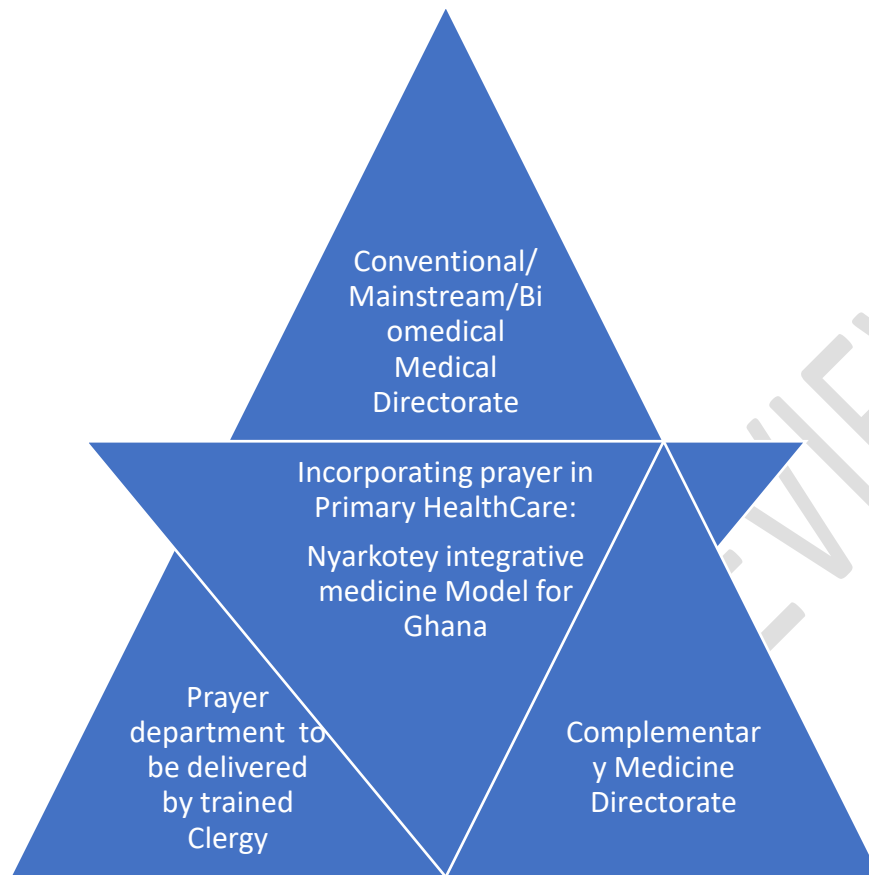 Conventional/
Mainstream/Bi
omedical
Medical
Directorate
Incorporating prayer in
Primary HealthCare:
Nyarkotey integrative
medicine Model for
Ghana
Prayer
department to
be delivered
by trained
Clergy
Complementar
y Medicine
Directorate